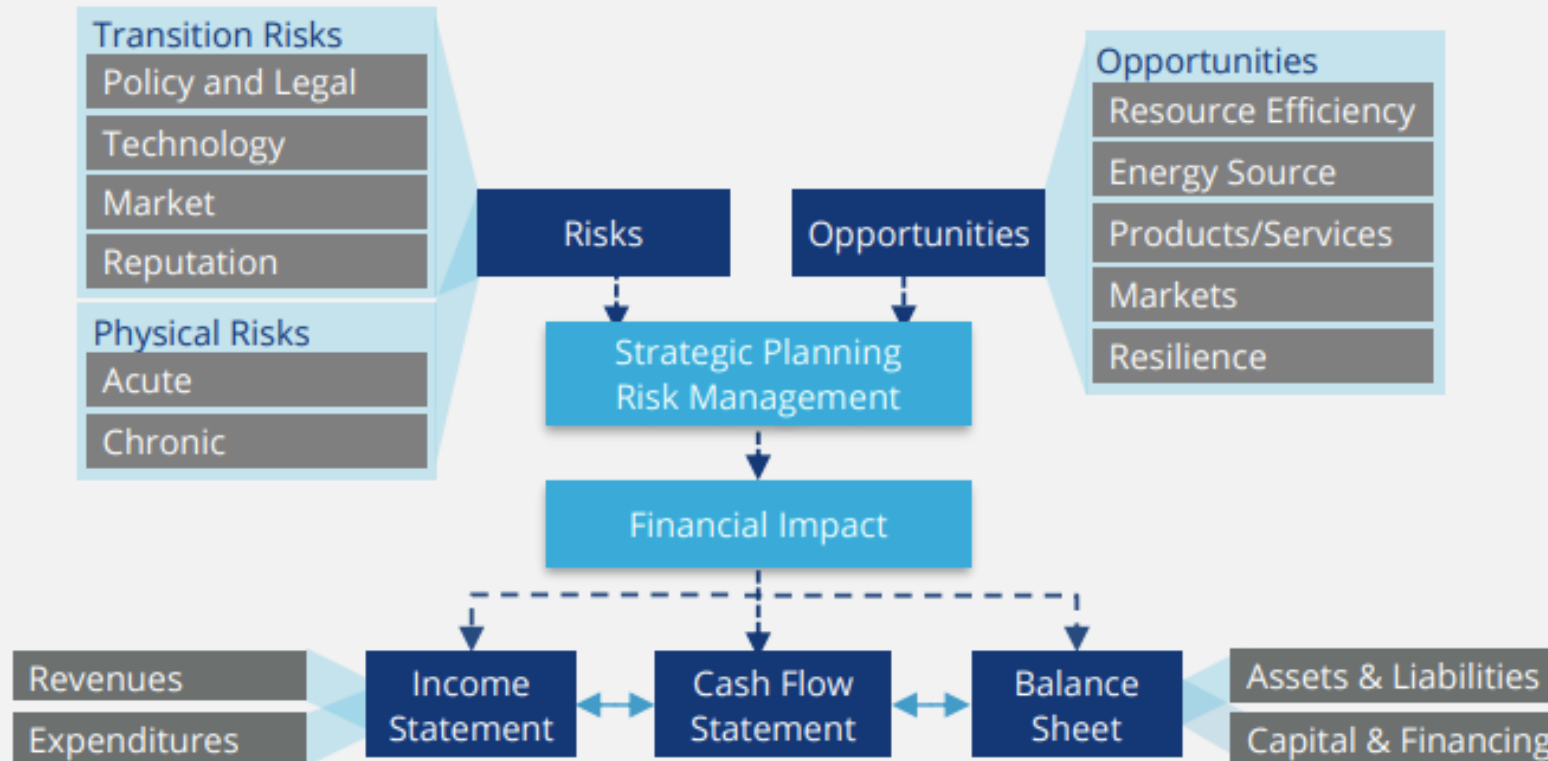 Transition Risks
Policy and Legal
Technology
Market
Reputation
Physical Risks
Acute
Chronic
Risks
Opportunities
Opportunities
Resource Efficiency
Energy Source
Products/Services
Markets
Resilience
Strategic Planning
Risk Management
Financial Impact
Revenues
Expenditures
Income
Statement
Cash Flow
Statement
Balance
Sheet
Assets & Liabilities
Capital & Financing